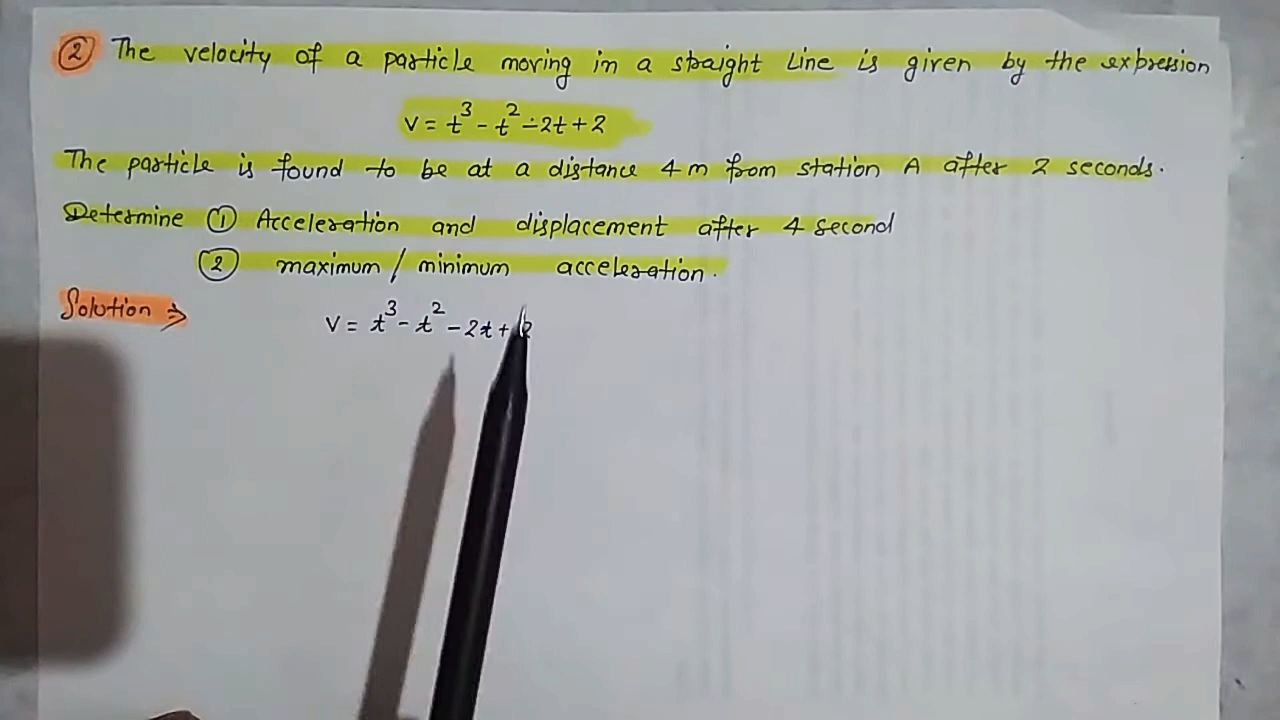 ② The velocity of a particle moving in a straight Line is given by the expression
v = t³ - t² - 2t + 2
The particle is found to be at a distance 4 m from station A after 2 seconds.
Determine ① Acceleration and displacement after 4 second
② maximum / minimum acceleration.
Solution ⇒ v = t³ - t² - 2t + 2